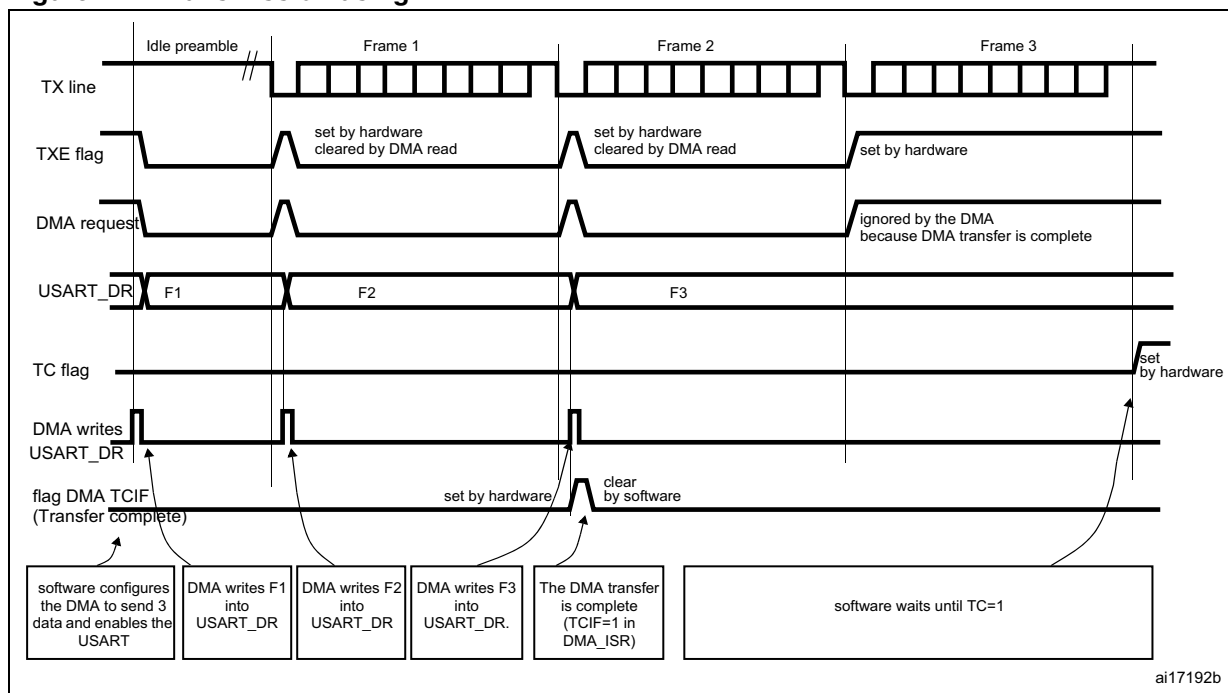 Idle preamble
Frame 1
Frame 2
Frame 3
TX line
TXE flag
set by hardware
cleared by DMA read
set by hardware
cleared by DMA read
set by hardware
DMA request
ignored by the DMA
because DMA transfer is complete
USART_DR
F1
F2
F3
TC flag
set
by hardware
DMA writes
USART_DR
flag DMA TCIF
(Transfer complete)
set by hardware
clear
by software
software configures
the DMA to send 3
data and enables the
USART
DMA writes F1
into
USART_DR
DMA writes F2
into
USART_DR
DMA writes F3
into
USART_DR.
The DMA transfer
is complete
(TCIF=1 in
DMA_ISR)
software waits until TC=1
ai17192b